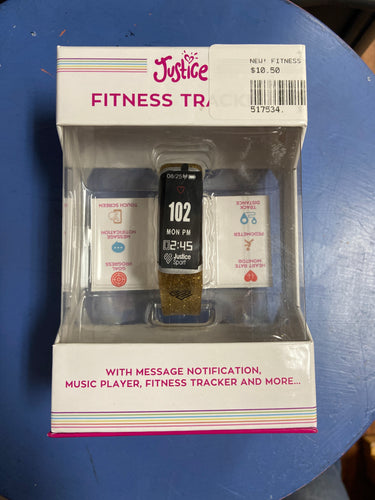 Justice
NEW! FITNESS
$10.50
517534.
FITNESS TRACK
08:25
102
MON PM
12:45
Justice
Sport
TOUCH SCREEN
MESSAGE
NOTIFICATION
GOAL
PROGRESS
TRACK
DISTANCE
PEDOMETER
HEART RATE
MONITOR
WITH MESSAGE NOTIFICATION,
MUSIC PLAYER, FITNESS TRACKER AND MORE...